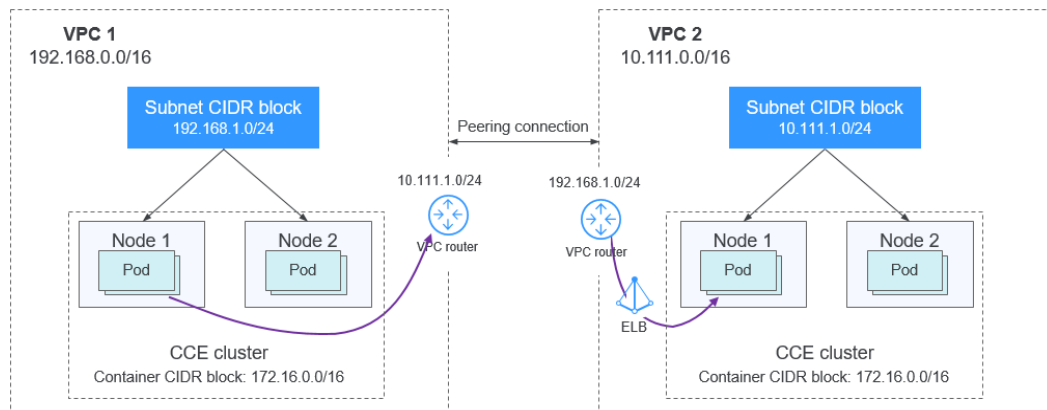 VPC 1
192.168.0.0/16
VPC 2
10.111.0.0/16
Subnet CIDR block
192.168.1.0/24
Peering connection
Subnet CIDR block
10.111.1.0/24
10.111.1.0/24
192.168.1.0/24
VPC router
VPC router
Node 1
Pod
Node 2
Pod
Node 1
Pod
Node 2
Pod
ELB
CCE cluster
Container CIDR block: 172.16.0.0/16
CCE cluster
Container CIDR block: 172.16.0.0/16